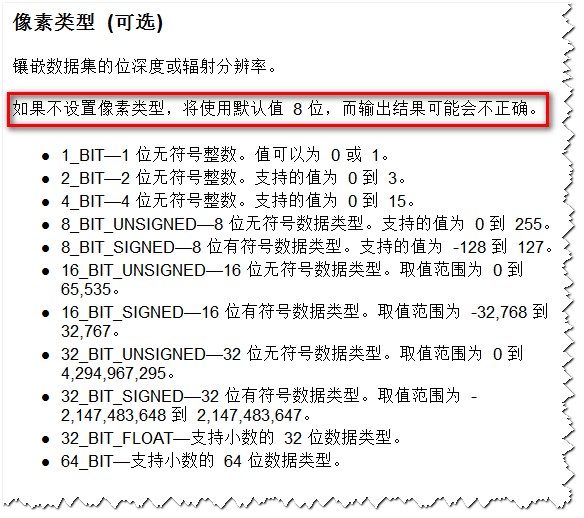 像素类型 (可选)
镶嵌数据集的位深度或辐射分辨率。
如果不设置像素类型，将使用默认值 8 位，而输出结果可能会不正确。
● 1_BIT—1 位无符号整数。值可以为 0 或 1。
● 2_BIT—2 位无符号整数。支持的值为 0 到 3。
● 4_BIT—4 位无符号整数。支持的值为 0 到 15。
● 8_BIT_UNSIGNED—8 位无符号数据类型。支持的值为 0 到 255。
● 8_BIT_SIGNED—8 位有符号数据类型。支持的值为 -128 到 127。
● 16_BIT_UNSIGNED—16 位无符号数据类型。取值范围为 0 到
65,535。
● 16_BIT_SIGNED—16 位有符号数据类型。取值范围为 -32,768 到
32,767。
● 32_BIT_UNSIGNED—32 位无符号数据类型。取值范围为 0 到
4,294,967,295。
● 32_BIT_SIGNED—32 位有符号数据类型。取值范围为 -
2,147,483,648 到 2,147,483,647。
● 32_BIT_FLOAT—支持小数的 32 位数据类型。
● 64_BIT—支持小数的 64 位数据类型。